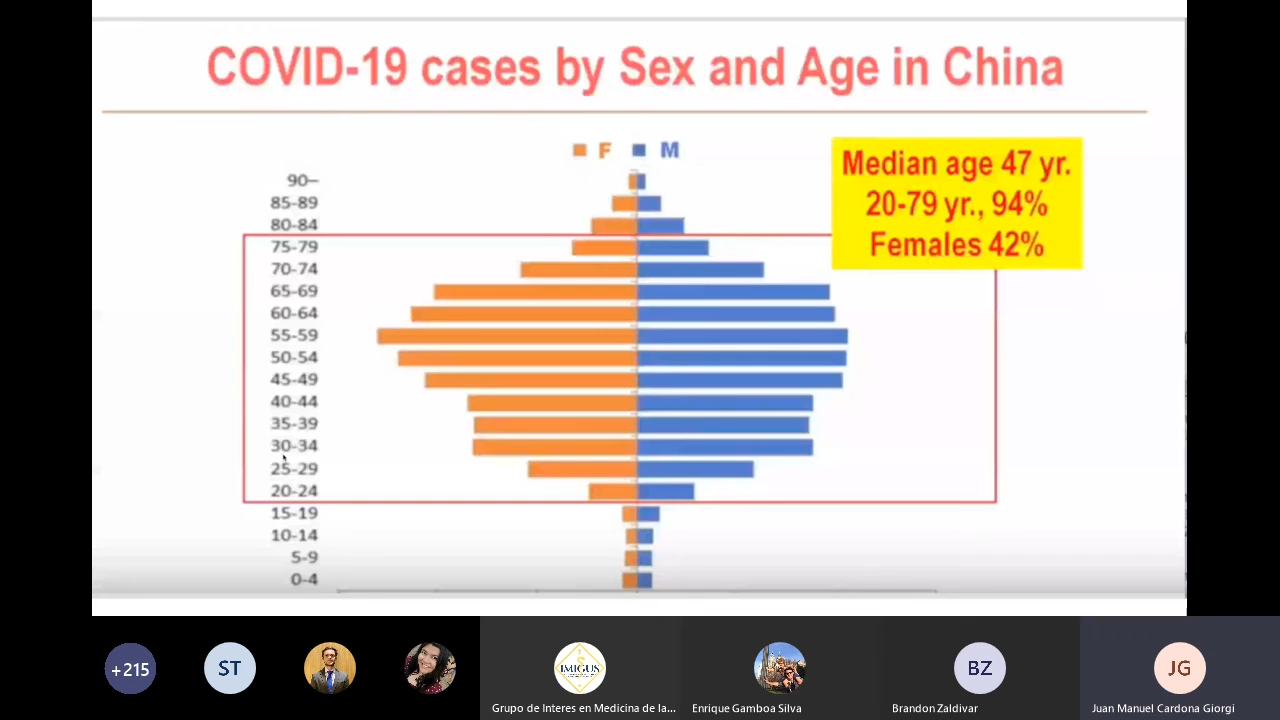 COVID-19 cases by Sex and Age in China
F M
Median age 47 yr.
20-79 yr., 94%
Females 42%
90–
85-89
80-84
75-79
70-74
65-69
60-64
55-59
50-54
45-49
40-44
35-39
30-34
25-29
20-24
15-19
10-14
5-9
0-4
+215
ST
IMIGUS
BZ
JG
Grupo de Interes en Medicina de la...
Enrique Gamboa Silva
Brandon Zaldivar
Juan Manuel Cardona Giorgi